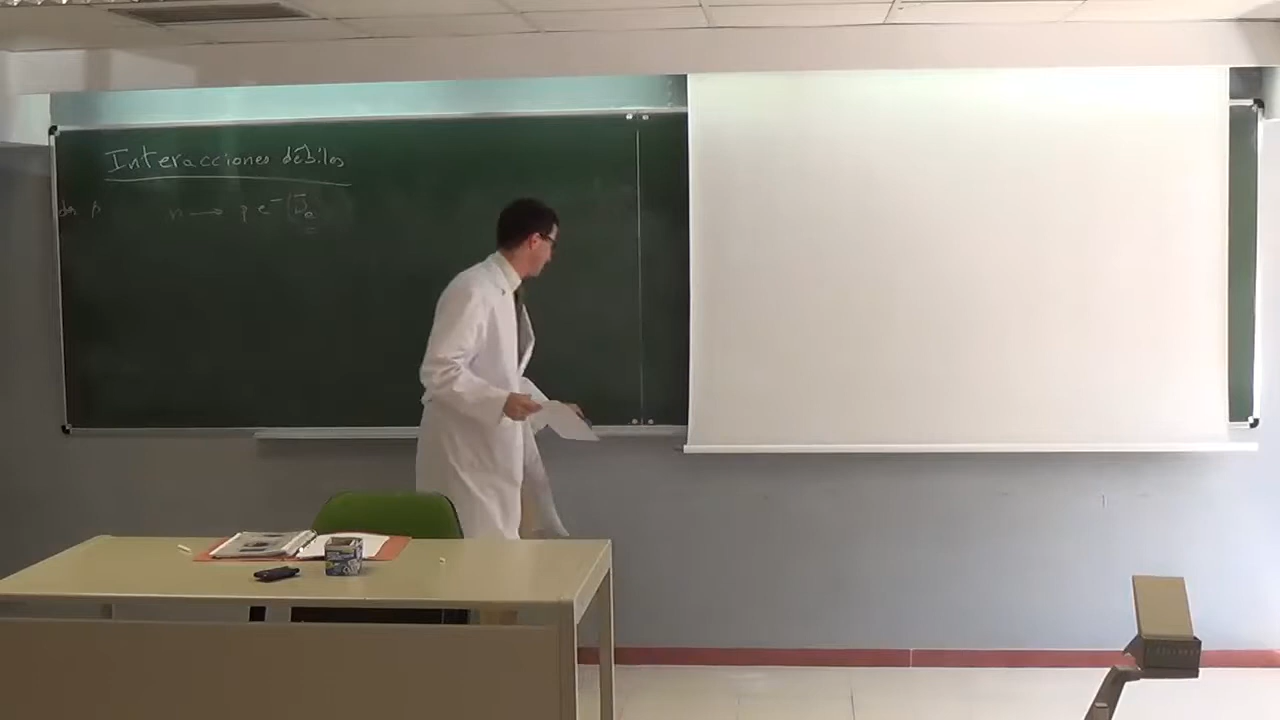 Interacciones débiles
β n → p e⁻ ν̄ₑ